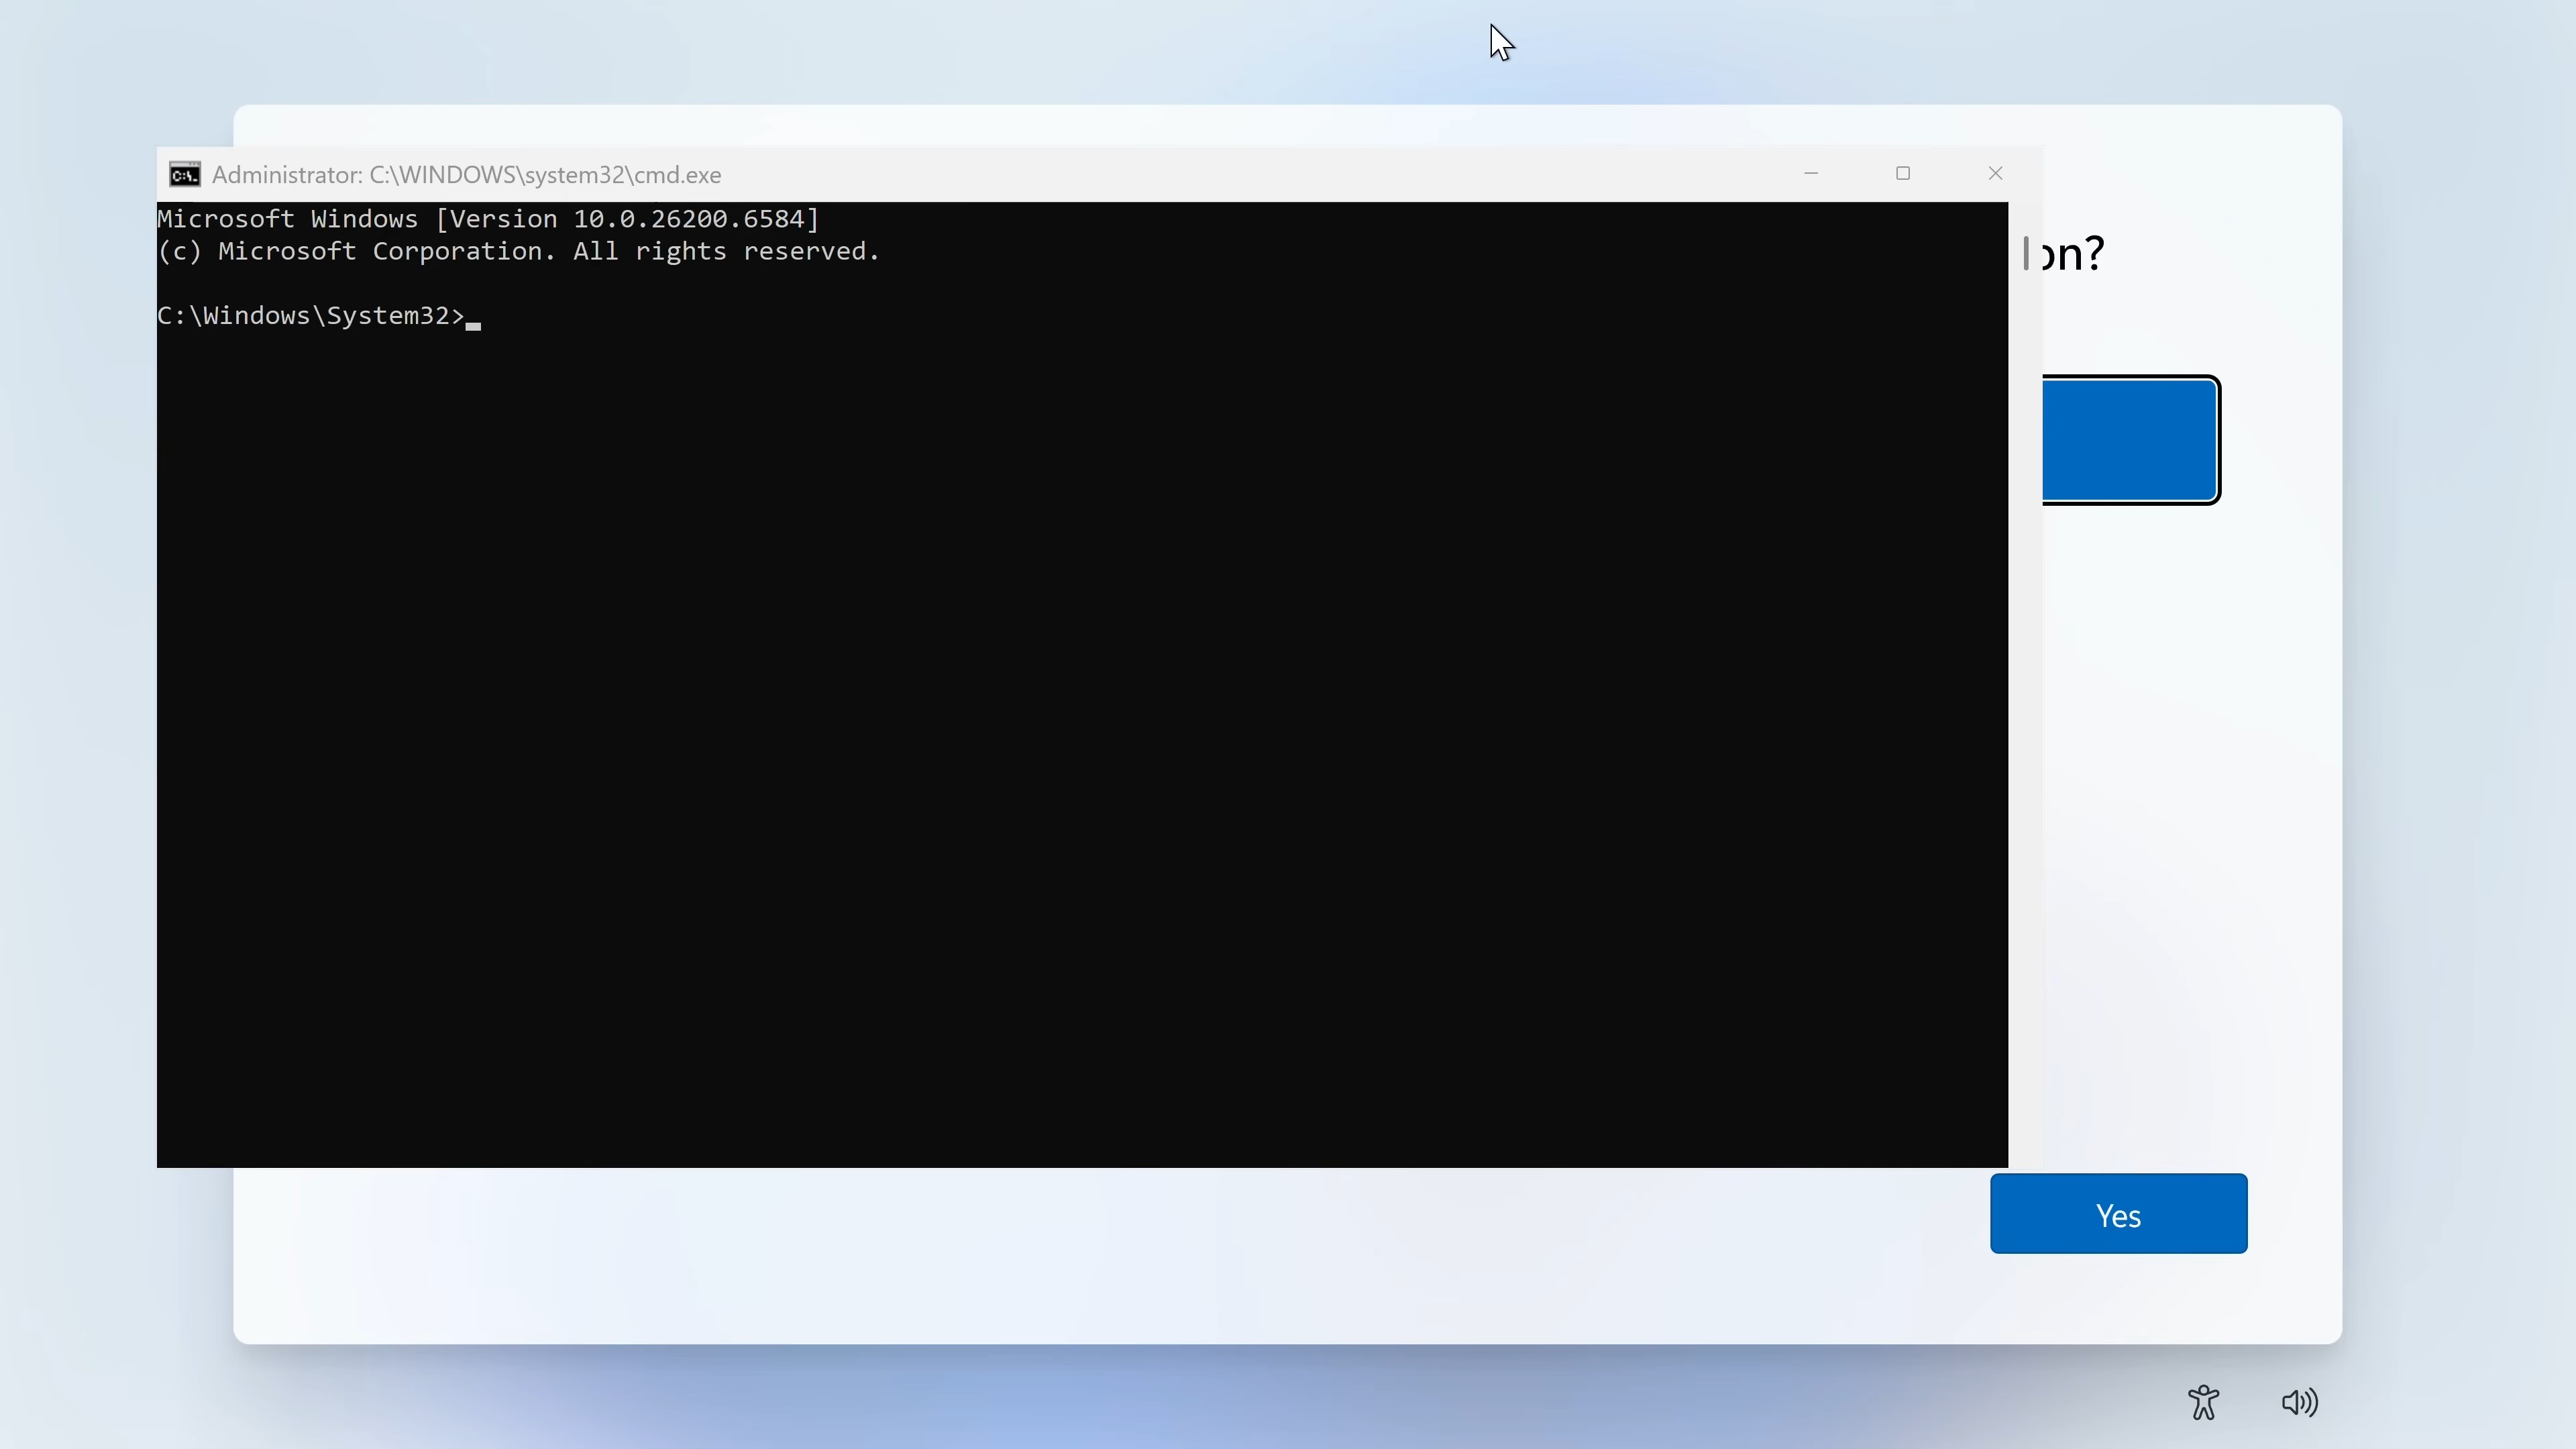 Administrator: C:\WINDOWS\system32\cmd.exe
Microsoft Windows [Version 10.0.26200.6584]
(c) Microsoft Corporation. All rights reserved.
C:\Windows\System32>
on?
Yes